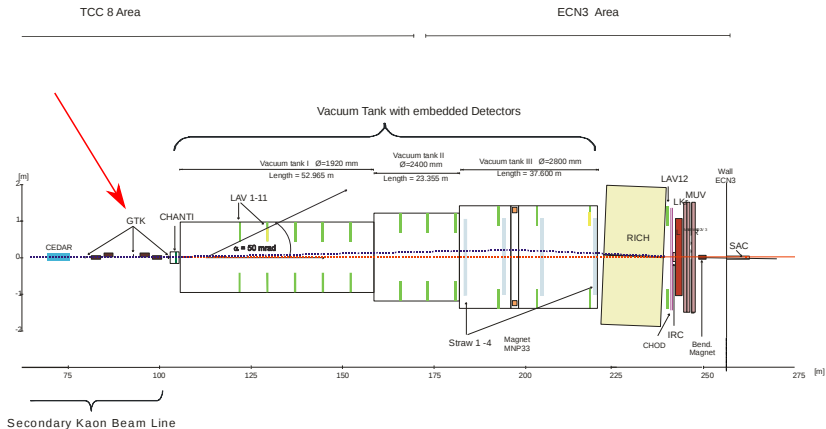 TCC 8 Area
ECN3 Area
Vacuum Tank with embedded Detectors
Vacuum tank I Ø=1920 mm
Length = 52.965 m
Vacuum tank II
Ø=2400 mm
Length = 23.355 m
Vacuum tank III Ø=2800 mm
Length = 37.600 m
Wall
ECN3
[m]
2
1
0
-1
-2
CEDAR
GTK
CHANTI
LAV 1-11
α = 50 mrad
LAV12
LKr
MUV
RICH
SAC
Straw 1 -4
Magnet
MNP33
CHOD
IRC
Bend.
Magnet
75
100
125
150
175
200
225
250
275
[m]
Secondary Kaon Beam Line